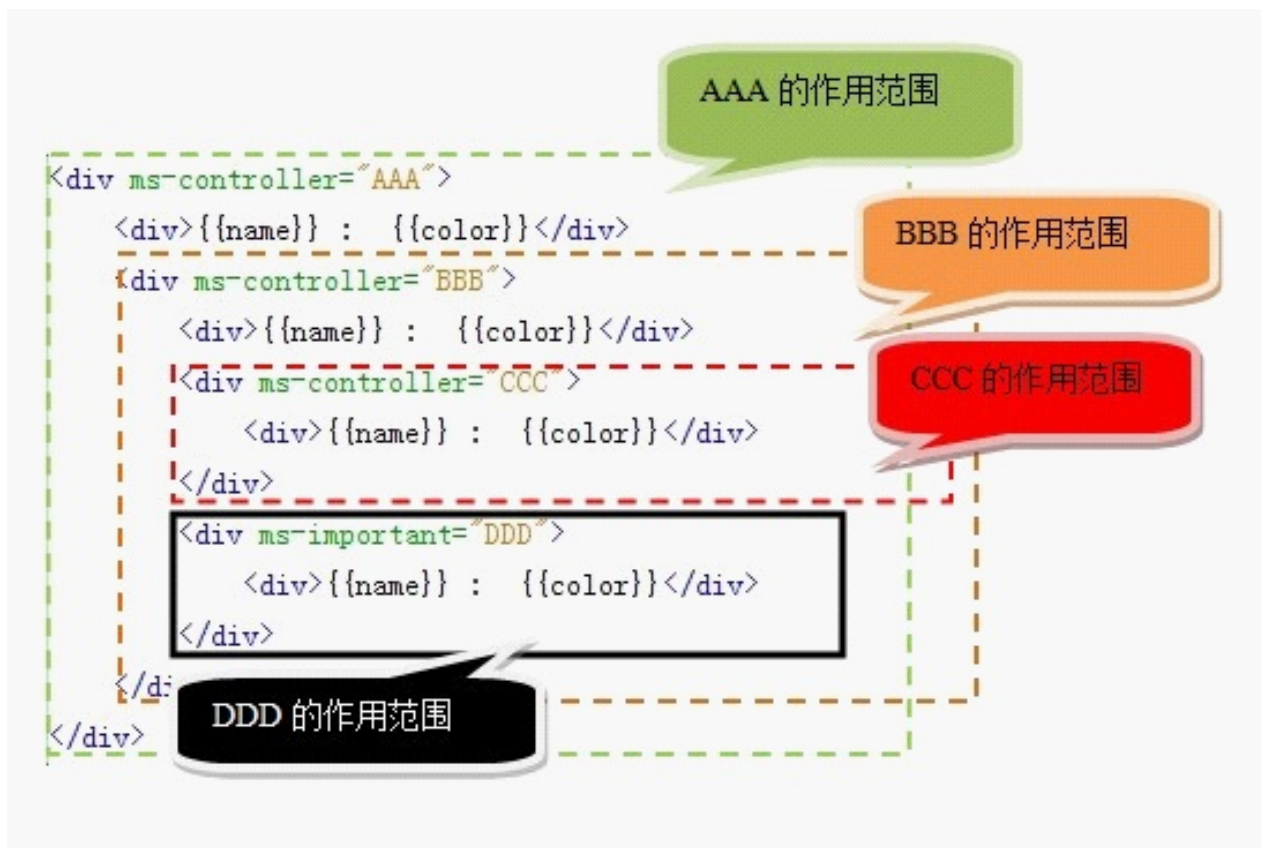 AAA 的作用范围
<div ms-controller="AAA">
<div>{{name}} :  {{color}}</div>
BBB 的作用范围
<div ms-controller="BBB">
<div>{{name}} :  {{color}}</div>
<div ms-controller="CCC">
CCC 的作用范围
<div>{{name}} :  {{color}}</div>
</div>
<div ms-important="DDD">
<div>{{name}} :  {{color}}</div>
</div>
DDD 的作用范围
</div>